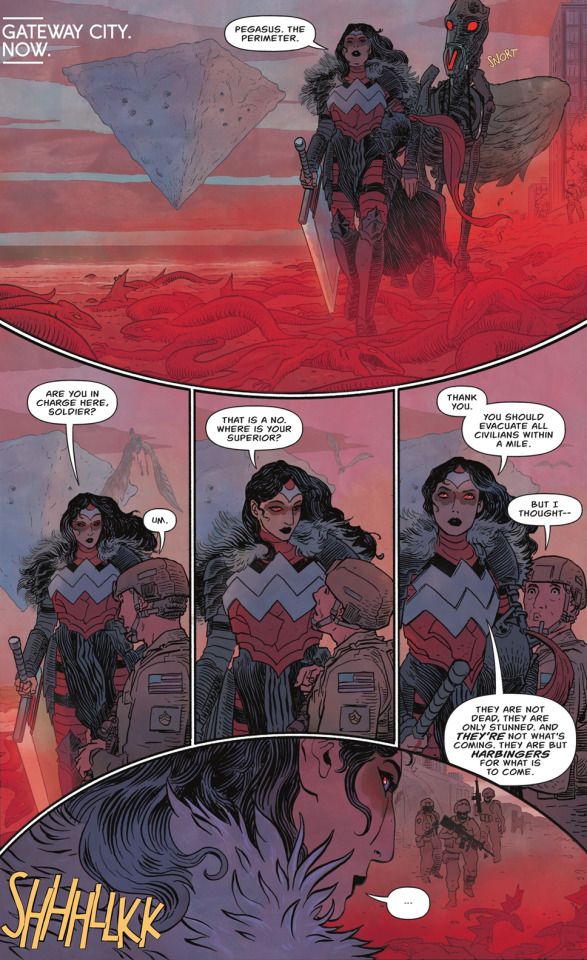 GATEWAY CITY.
NOW.
PEGASUS. THE
PERIMETER.
SNORT
ARE YOU IN
CHARGE HERE,
SOLDIER?
UM.
THAT IS A NO.
WHERE IS YOUR
SUPERIOR?
THANK
YOU.
YOU SHOULD
EVACUATE ALL
CIVILIANS WITHIN
A MILE.
BUT I
THOUGHT--
THEY ARE NOT
DEAD, THEY ARE
ONLY STUNNED. AND
THEY'RE NOT WHAT'S
COMING. THEY ARE BUT
HARBINGERS
FOR WHAT IS
TO COME.
SHHHLLKK
...